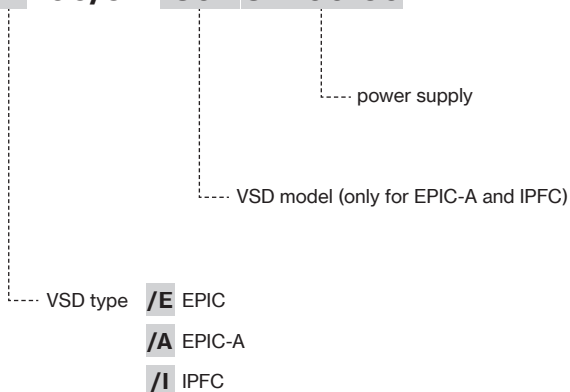 power supply
VSD model (only for EPIC-A and IPFC)
VSD type /E EPIC
/A EPIC-A
/I IPFC